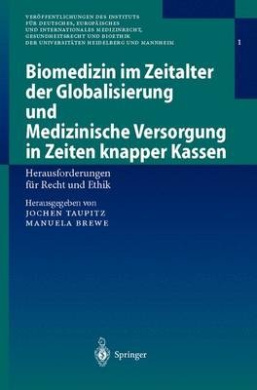 VERÖFFENTLICHUNGEN DES INSTITUTS
FÜR DEUTSCHES, EUROPÄISCHES
UND INTERNATIONALES MEDIZINRECHT,
GESUNDHEITSRECHT UND BIOETHIK
DER UNIVERSITÄTEN HEIDELBERG UND MANNHEIM
1
Biomedizin im Zeitalter
der Globalisierung
und
Medizinische Versorgung
in Zeiten knapper Kassen
Herausforderungen
für Recht und Ethik
Herausgegeben von
JOCHEN TAUPITZ
MANUELA BREWE
Springer